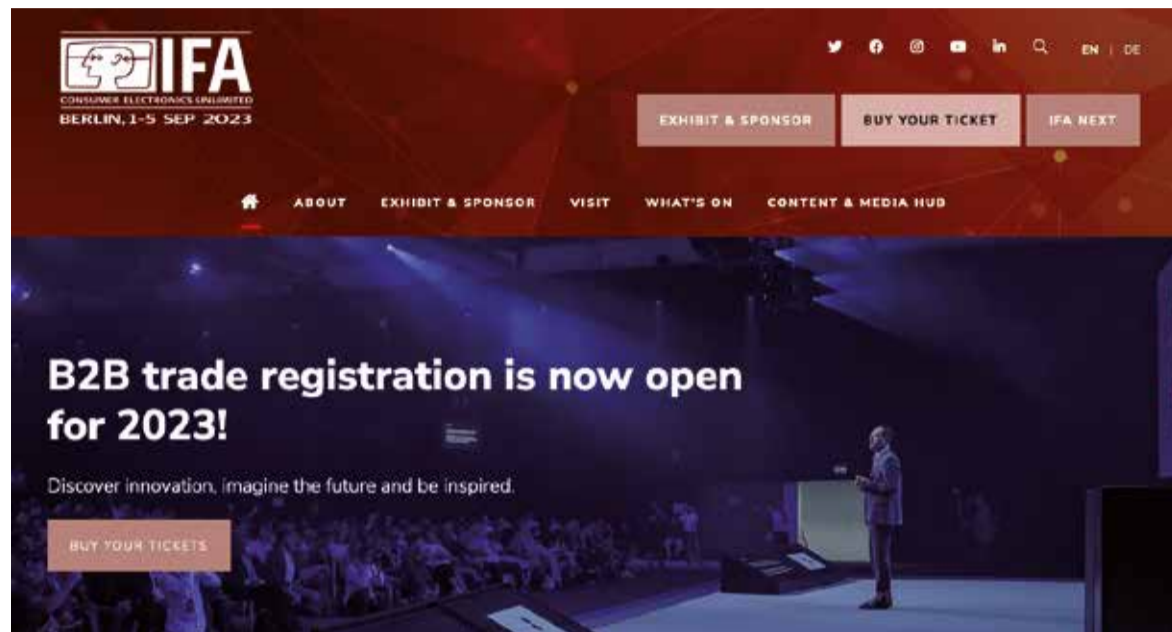 IFA
CONSUMER ELECTRONICS UNLIMITED
BERLIN, 1-5 SEP 2023
EN | DE
EXHIBIT & SPONSOR
BUY YOUR TICKET
IFA NEXT
ABOUT
EXHIBIT & SPONSOR
VISIT
WHAT'S ON
CONTENT & MEDIA HUB
B2B trade registration is now open
for 2023!
Discover innovation, imagine the future and be inspired.
BUY YOUR TICKETS